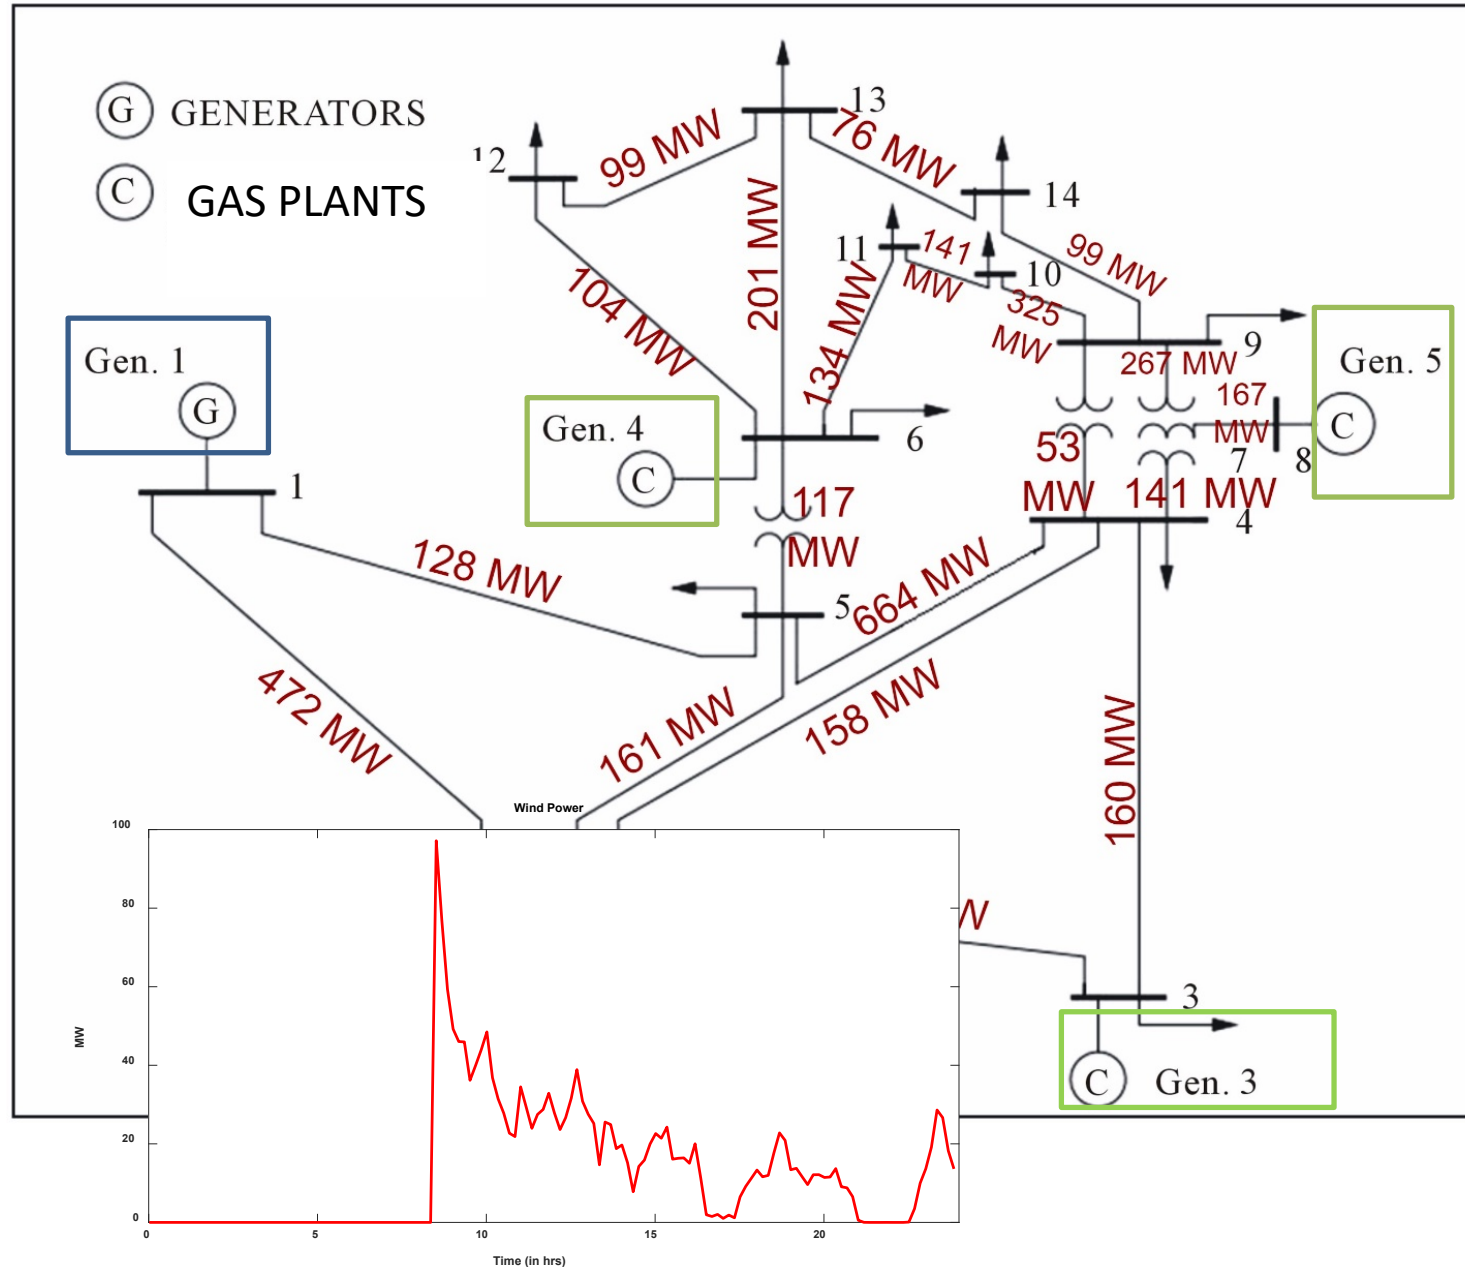 G GENERATORS
C GAS PLANTS
13
12
99 MW
76 MW
14
201 MW
11
141
MW
10
99 MW
104 MW
134 MW
325
MW
9
267 MW
Gen. 1
G
Gen. 5
C
167
MW
7
8
Gen. 4
C
6
53
MW
141 MW
4
1
117
MW
128 MW
5
664 MW
472 MW
161 MW
158 MW
160 MW
W
3
C Gen. 3
Wind Power
100
80
60
40
20
0
MW
0 5 10 15 20
Time (in hrs)